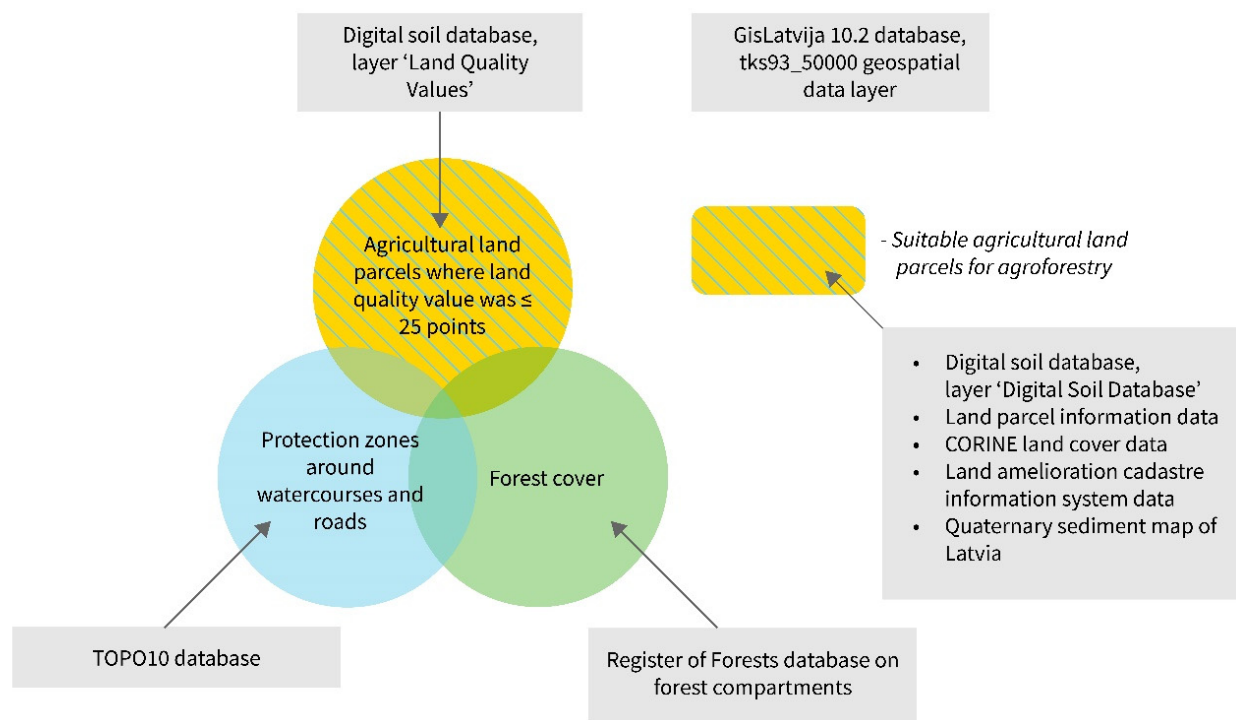 Digital soil database,
layer ‘Land Quality
Values’
GisLatvija 10.2 database,
tks93_50000 geospatial
data layer
Agricultural land
parcels where land
quality value was ≤
25 points
- Suitable agricultural land
parcels for agroforestry
• Digital soil database,
layer ‘Digital Soil Database’
• Land parcel information data
• CORINE land cover data
• Land amelioration cadastre
information system data
• Quaternary sediment map of
Latvia
Protection zones
around
watercourses and
roads
Forest cover
TOPO10 database
Register of Forests database on
forest compartments